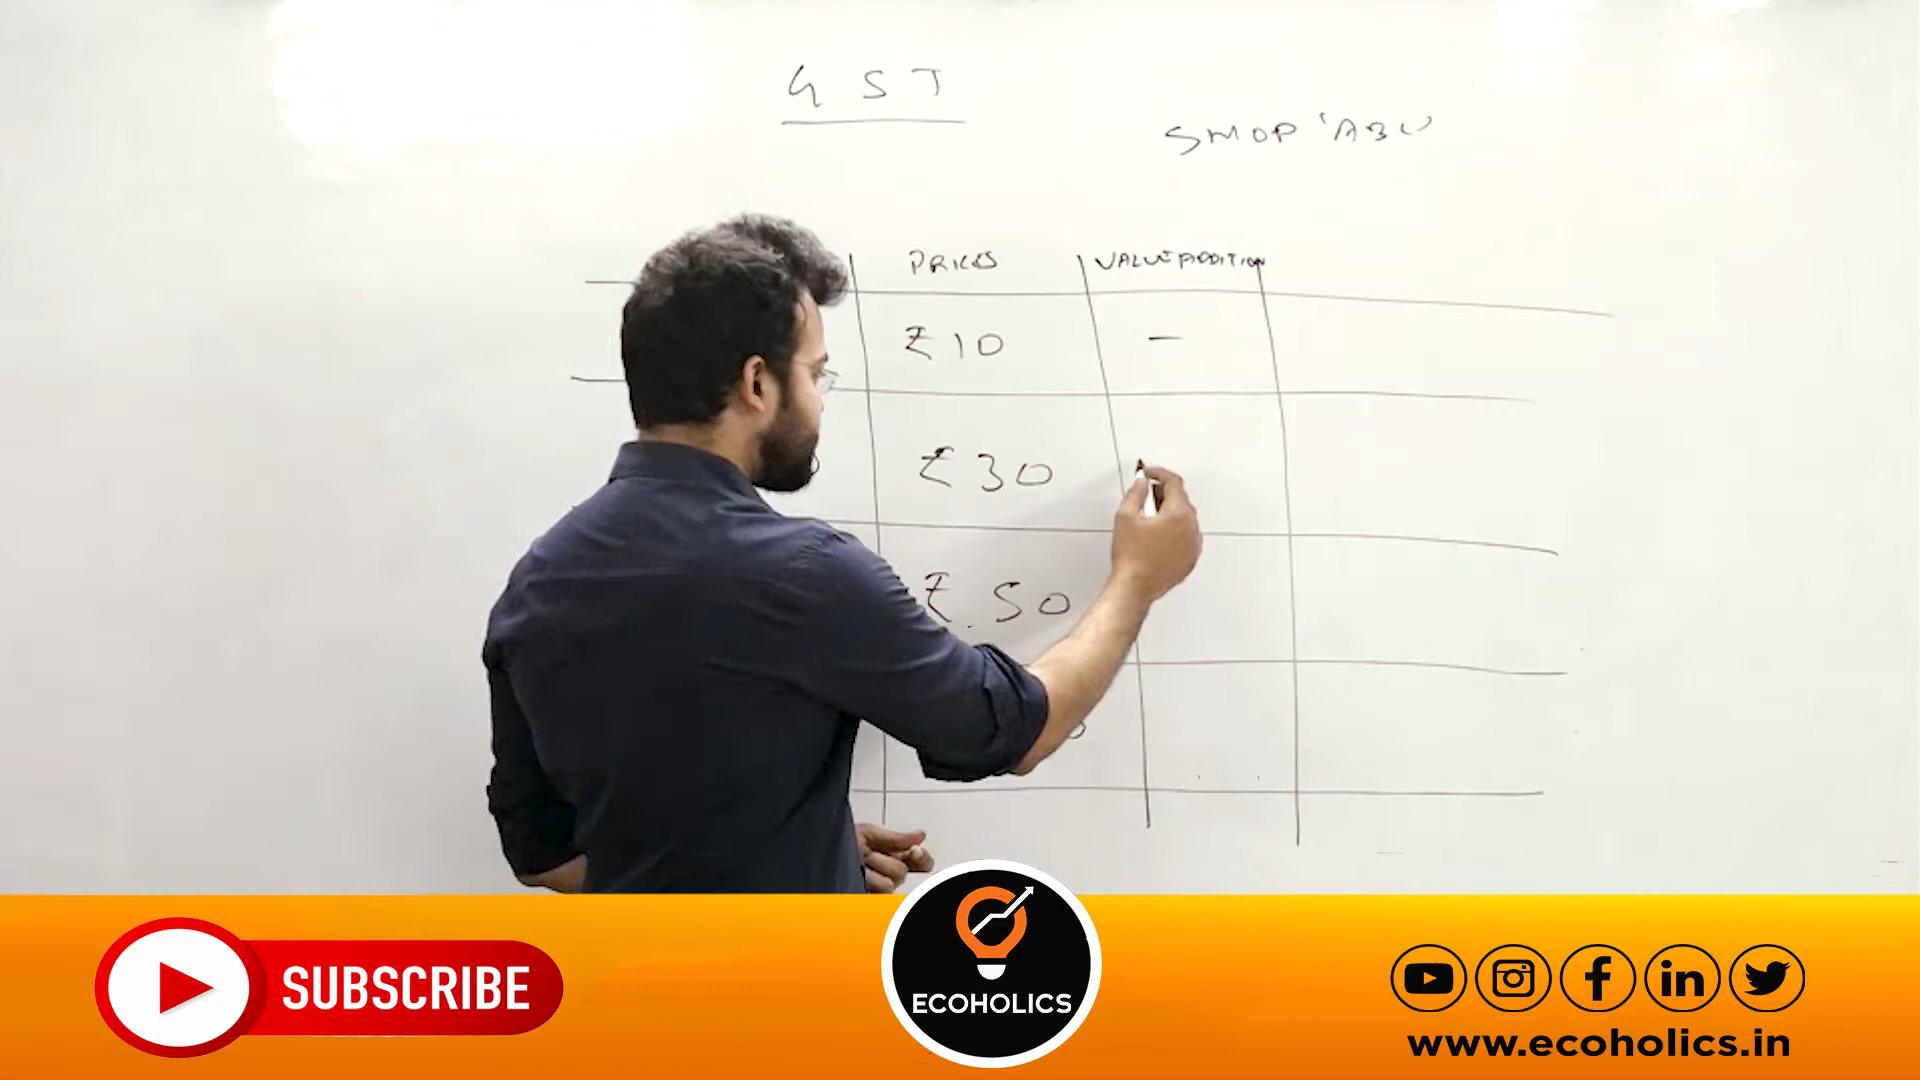 GST
SHOP 'ABC'
PRICES VALUE ADDITION
₹10 -
₹30
₹50
SUBSCRIBE
ECOHOLICS
www.ecoholics.in